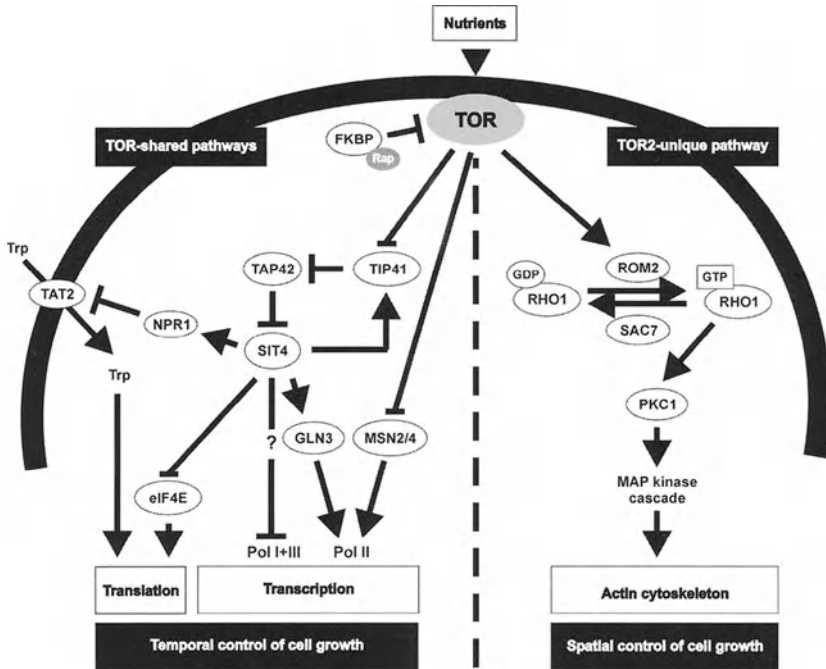 Nutrients
TOR
FKBP
Rap
TOR-shared pathways
TOR2-unique pathway
Trp
TAT2
TAP42
TIP41
NPR1
SIT4
Trp
?
GLN3
MSN2/4
eIF4E
Pol I+III
Pol II
ROM2
GDP
RHO1
GTP
RHO1
SAC7
PKC1
MAP kinase
cascade
Translation
Transcription
Actin cytoskeleton
Temporal control of cell growth
Spatial control of cell growth